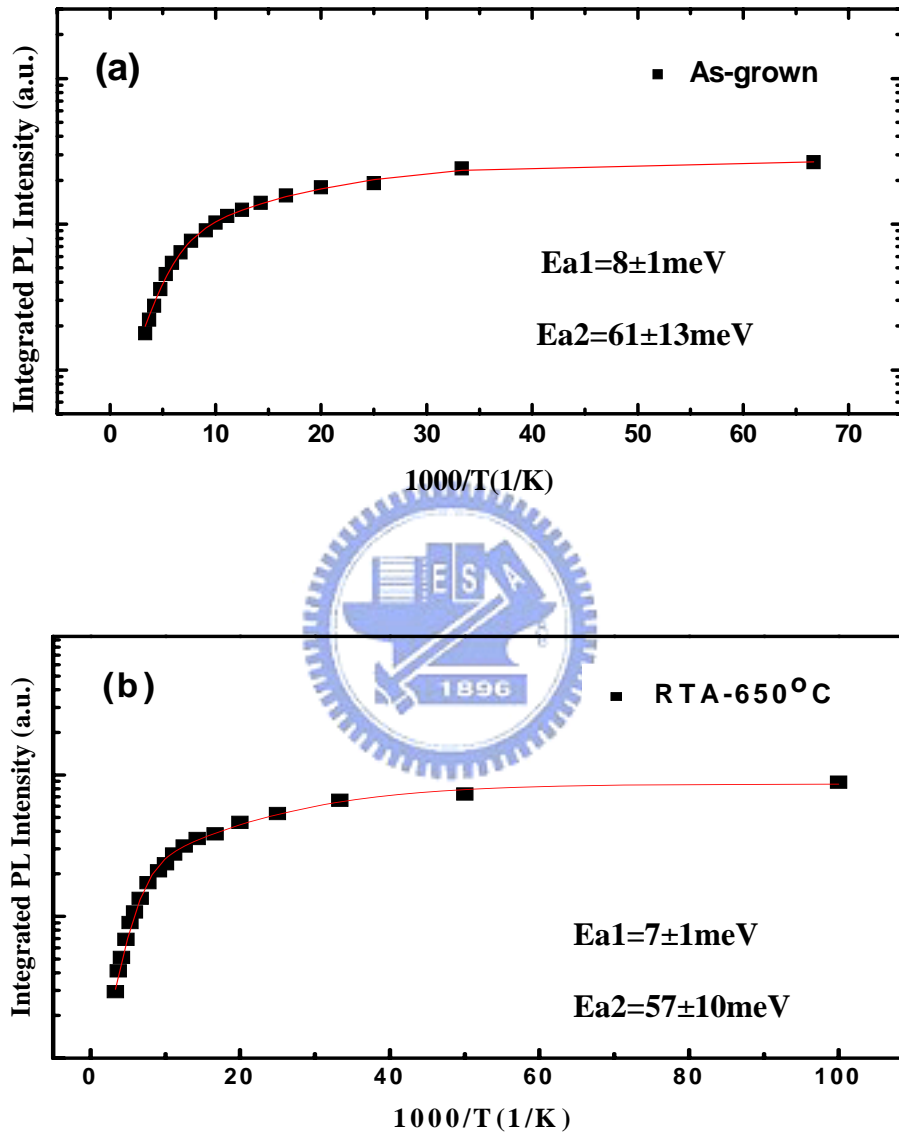 (a)
As-grown
Integrated PL Intensity (a.u.)
Ea1=8±1meV
Ea2=61±13meV
0 10 20 30 40 50 60 70
1000/T(1/K)
E S A
1896
(b)
RTA-650°C
Integrated PL Intensity (a.u.)
Ea1=7±1meV
Ea2=57±10meV
0 20 40 60 80 100
1000/T(1/K)